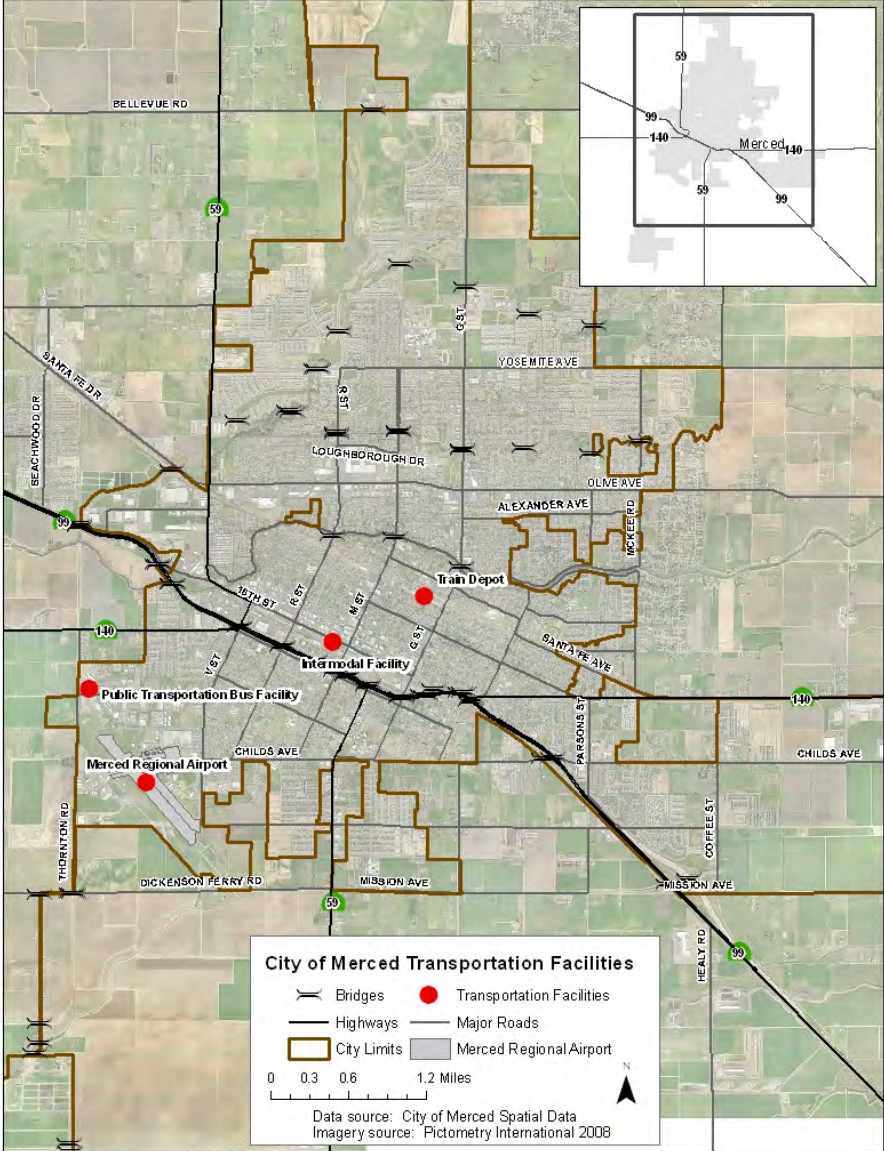 BELLEVUE RD
59
99
140
Merced
140
59
99
59
G ST
YOSEMITE AVE
SANTA FE DR
BEACHWOOD DR
R ST
LOUGHBOROUGH DR
OLIVE AVE
ALEXANDER AVE
MCKEE RD
99
Train Depot
16TH ST
R ST
M ST
G ST
140
SANTA FE AVE
Intermodal Facility
V ST
Public Transportation Bus Facility
140
PARSONS ST
CHILDS AVE
CHILDS AVE
Merced Regional Airport
THORNTON RD
COFFEE ST
DICKENSON FERRY RD
MISSION AVE
MISSION AVE
59
HEALY RD
99
City of Merced Transportation Facilities
Bridges
Transportation Facilities
Highways
Major Roads
City Limits
Merced Regional Airport
0 0.3 0.6 1.2 Miles
N
Data source: City of Merced Spatial Data
Imagery source: Pictometry International 2008